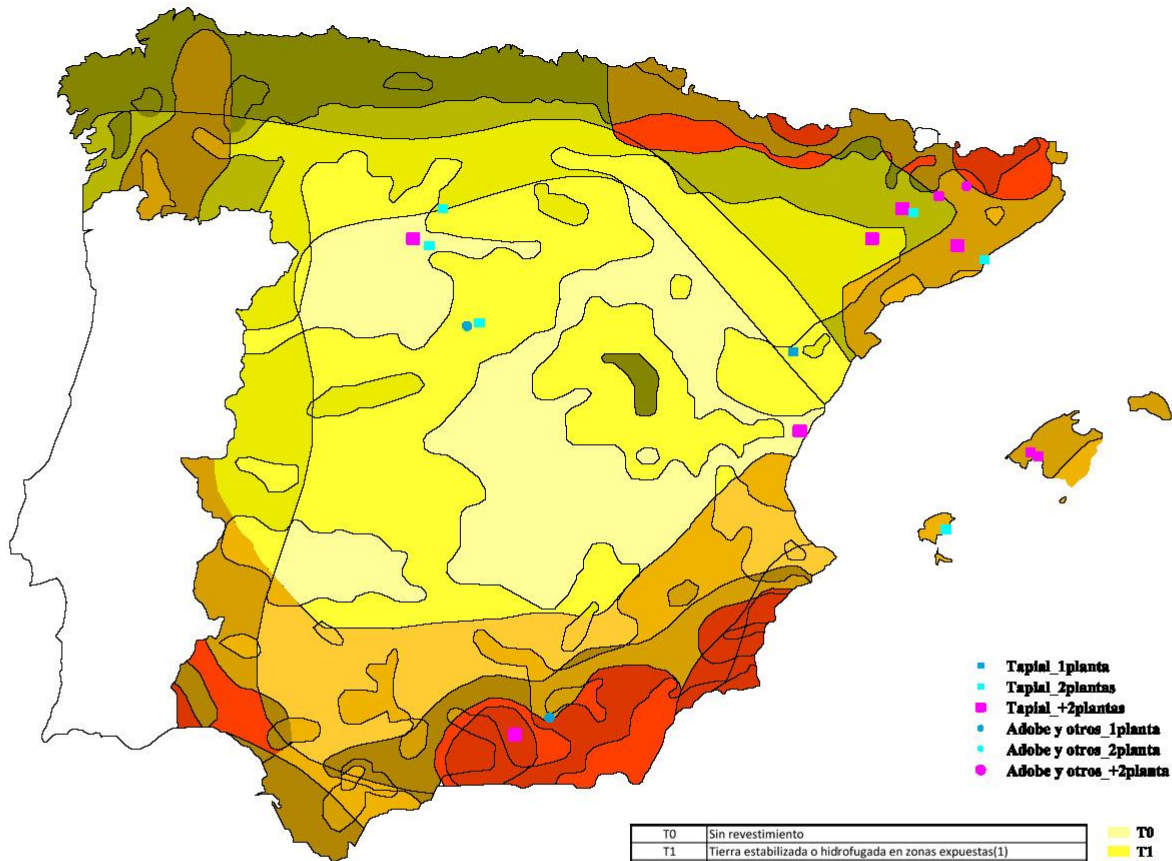 Tapial_1planta
Tapial_2plantas
Tapial_+2plantas
Adobe y otros_1planta
Adobe y otros_2planta
Adobe y otros_+2planta
T0 Sin revestimiento T0
T1 Tierra estabilizada o hidrofugada en zonas expuestas(1) T1